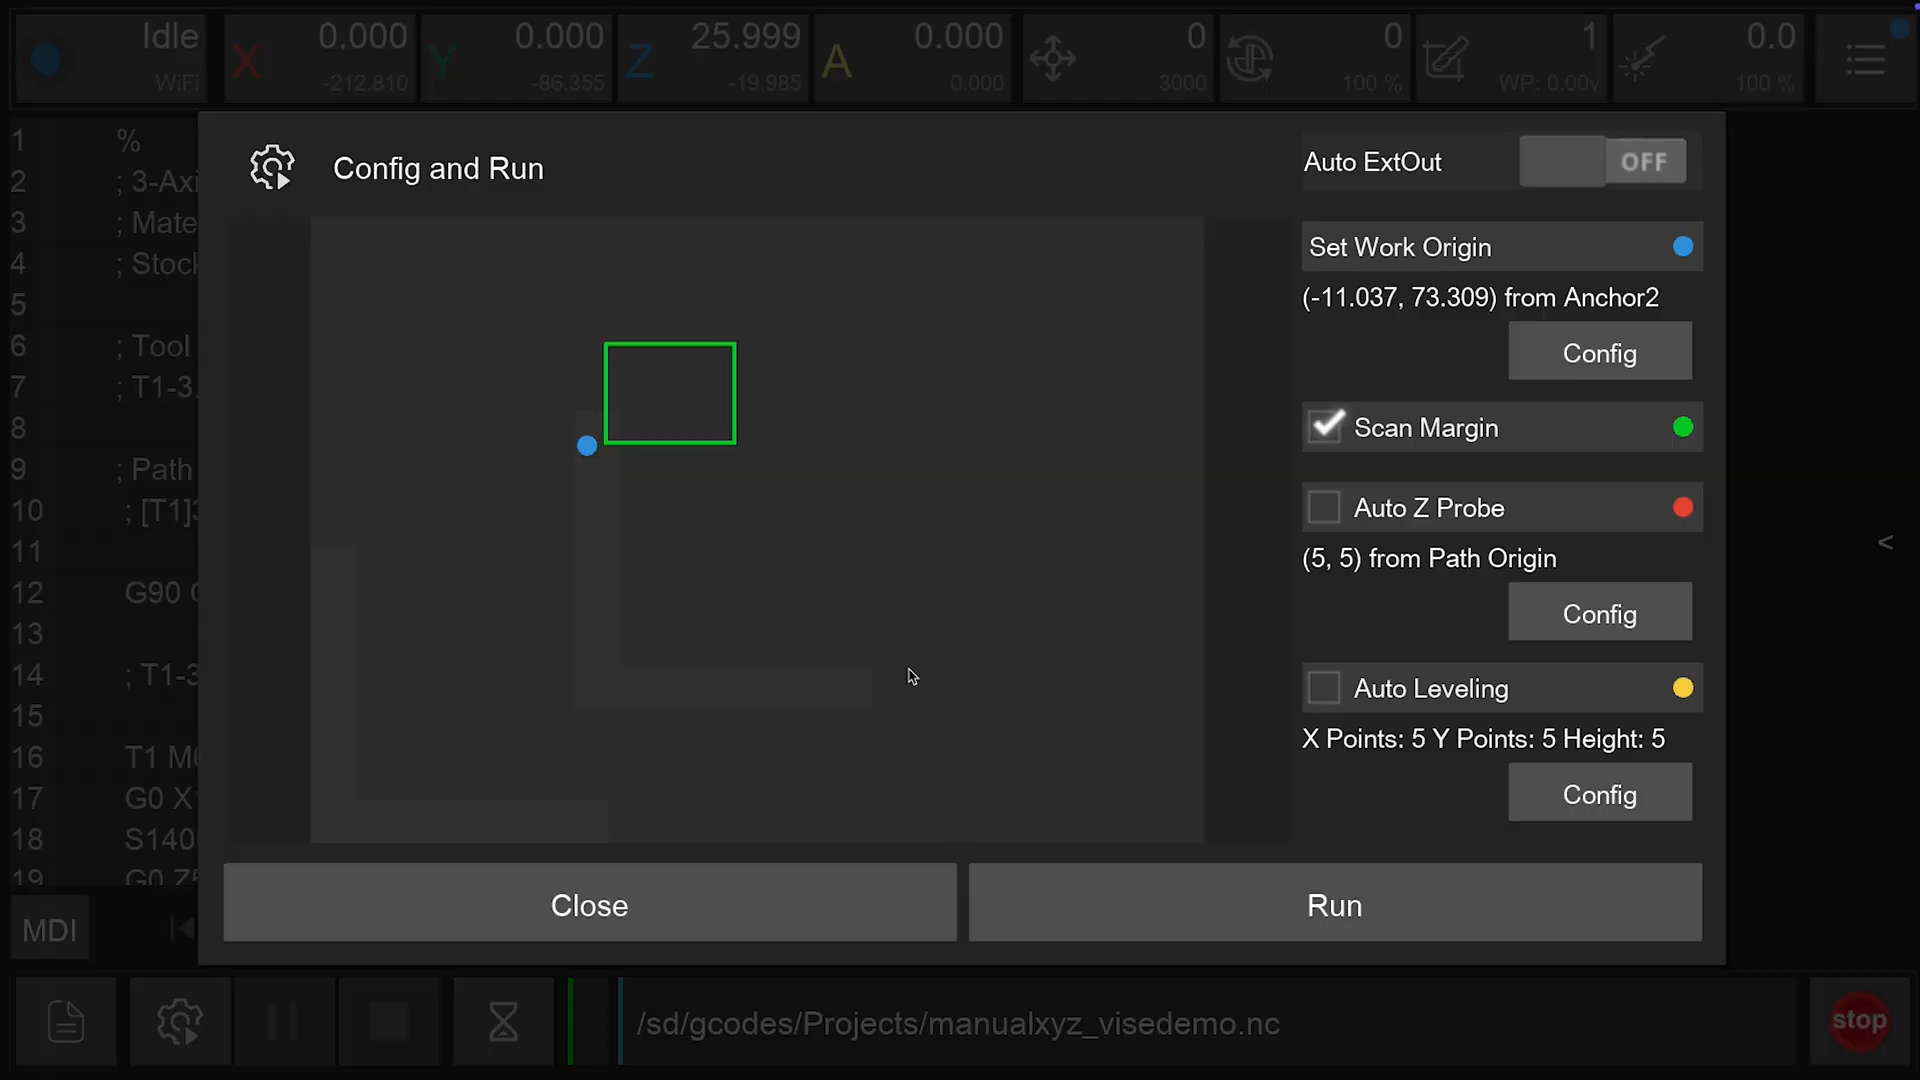 Idle
WiFi
X 0.000
-212.810
Y 0.000
-86.355
Z 25.999
-19.985
A 0.000
0.000
0
3000
0
100 %
1
WP: 0.00v
0.0
100 %
1 %
2 ; 3-Axi
3 ; Mate
4 ; Stock
5
6 ; Tool
7 ; T1-3.
8
9 ; Path
10 ; [T1]3
11
12 G90 G
13
14 ; T1-3
15
16 T1 M6
17 G0 X
18 S140
19 G0 Z5
Config and Run
Auto ExtOut OFF
Set Work Origin
(-11.037, 73.309) from Anchor2
Config
Scan Margin
Auto Z Probe
(5, 5) from Path Origin
Config
Auto Leveling
X Points: 5 Y Points: 5 Height: 5
Config
Close
Run
<
MDI
/sd/gcodes/Projects/manualxyz_visedemo.nc
stop